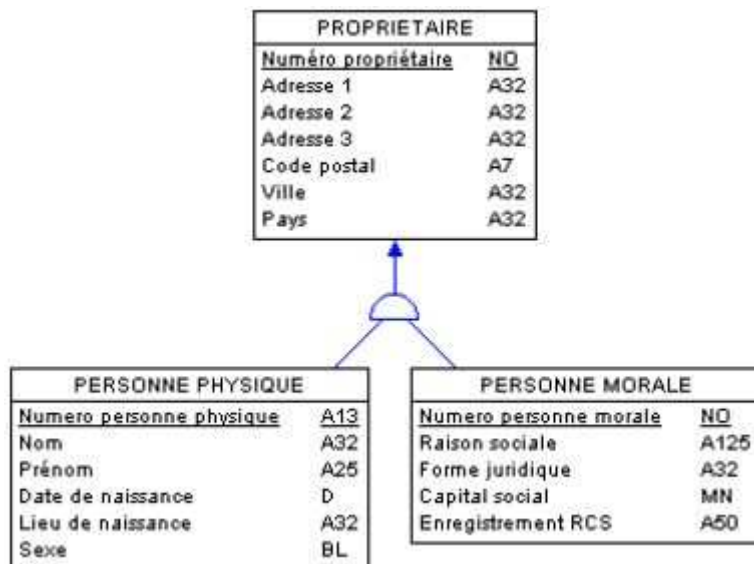 PROPRIETAIRE
Numéro propriétaire NO
Adresse 1 A32
Adresse 2 A32
Adresse 3 A32
Code postal A7
Ville A32
Pays A32
PERSONNE PHYSIQUE
Numero personne physique A13
Nom A32
Prénom A25
Date de naissance D
Lieu de naissance A32
Sexe BL
PERSONNE MORALE
Numero personne morale NO
Raison sociale A125
Forme juridique A32
Capital social MN
Enregistrement RCS A50